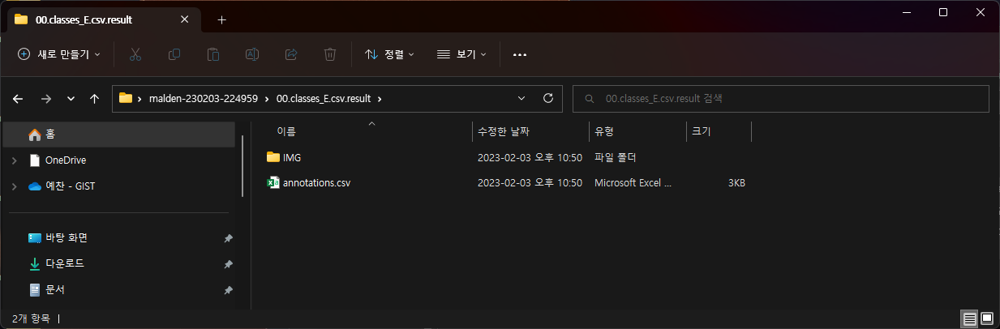 00.classes_E.csv.result
새로 만들기 정렬 보기
malden-230203-224959 00.classes_E.csv.result 00.classes_E.csv.result 검색
홈
OneDrive
예찬 - GIST
바탕 화면
다운로드
문서
이름 수정한 날짜 유형 크기
IMG 2023-02-03 오후 10:50 파일 폴더
annotations.csv 2023-02-03 오후 10:50 Microsoft Excel ... 3KB
2개 항목